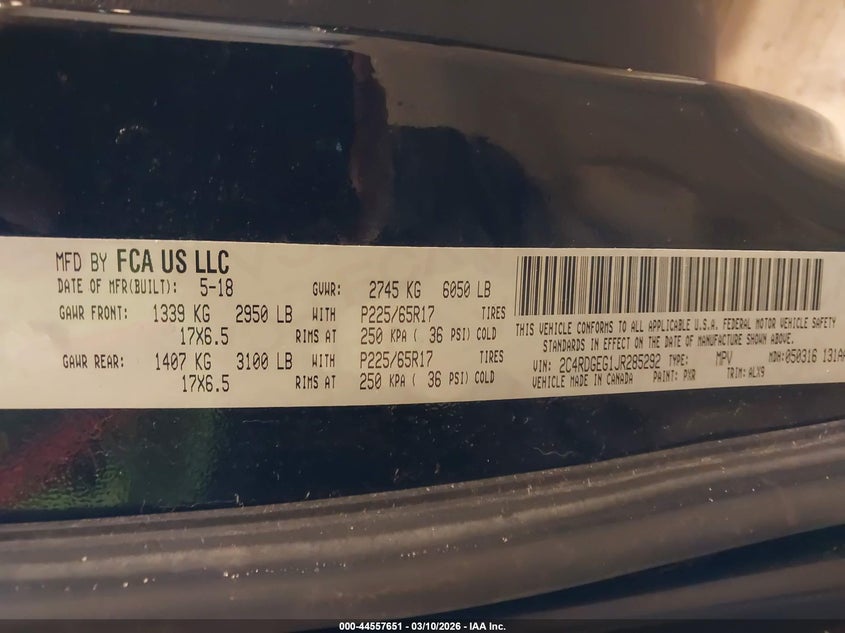 MFD BY FCA US LLC
DATE OF MFR(BUILT): 5-18 GVWR: 2745 KG 6050 LB
GAWR FRONT: 1339 KG 2950 LB WITH P225/65R17 TIRES
17X6.5 RIMS AT 250 KPA ( 36 PSI) COLD
GAWR REAR: 1407 KG 3100 LB WITH P225/65R17 TIRES
17X6.5 RIMS AT 250 KPA ( 36 PSI) COLD
THIS VEHICLE CONFORMS TO ALL APPLICABLE U.S.A. FEDERAL MOTOR VEHICLE SAFETY
STANDARDS IN EFFECT ON THE DATE OF MANUFACTURE SHOWN ABOVE.
VIN: 2C4RDGEG1JR285292 TYPE: MPV MDH: 050316 131AA
VEHICLE MADE IN CANADA PAINT: PXR TRIM: ALX9
000-44557651 - 03/10/2026 - IAA Inc.